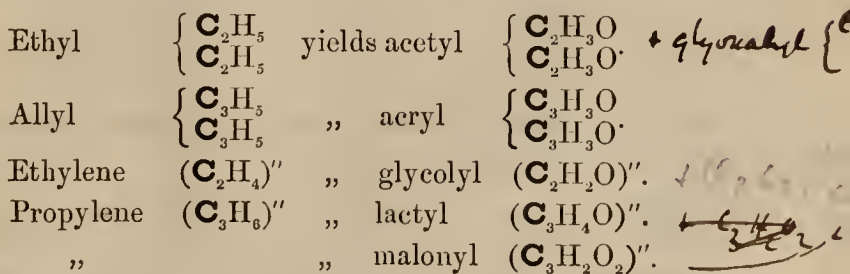 Ethyl { C₂H₅ C₂H₅ yields acetyl { C₂H₃O C₂H₃O· + glyoxalyl {
Allyl { C₃H₅ C₃H₅ „ acryl { C₃H₃O C₃H₃O·
Ethylene (C₂H₄)″ „ glycolyl (C₂H₂O)″.
Propylene (C₃H₆)″ „ lactyl (C₃H₄O)″.
„ „ malonyl (C₃H₂O₂)″.